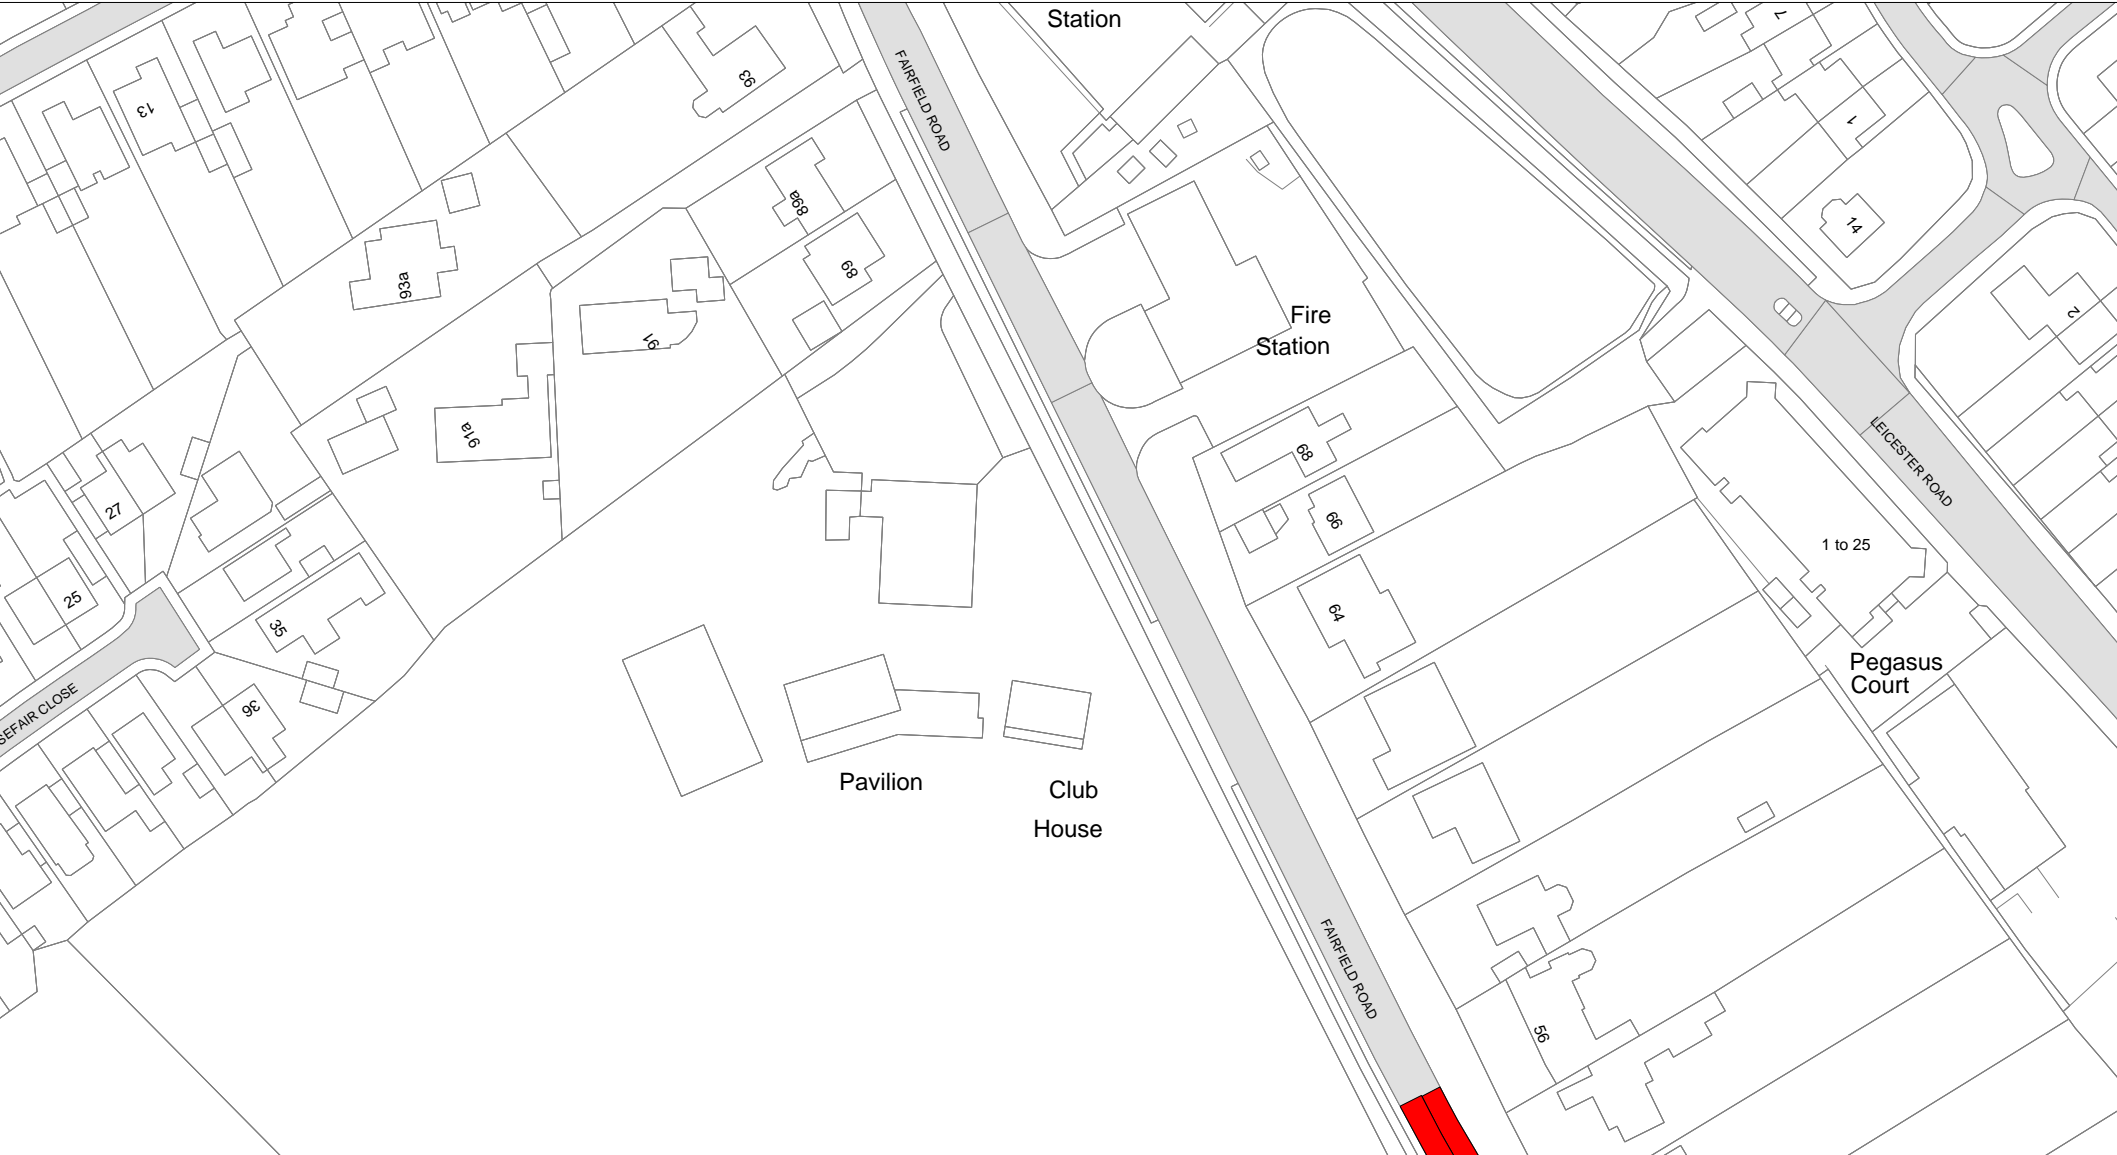 Station
7
93
13
FAIRFIELD ROAD
1
89a
14
89
93a
2
Fire
Station
91
91a
68
LEICESTER ROAD
27
66
1 to 25
25
64
35
Pegasus
Court
36
SEFAIR CLOSE
Pavilion
Club
House
FAIRFIELD ROAD
56